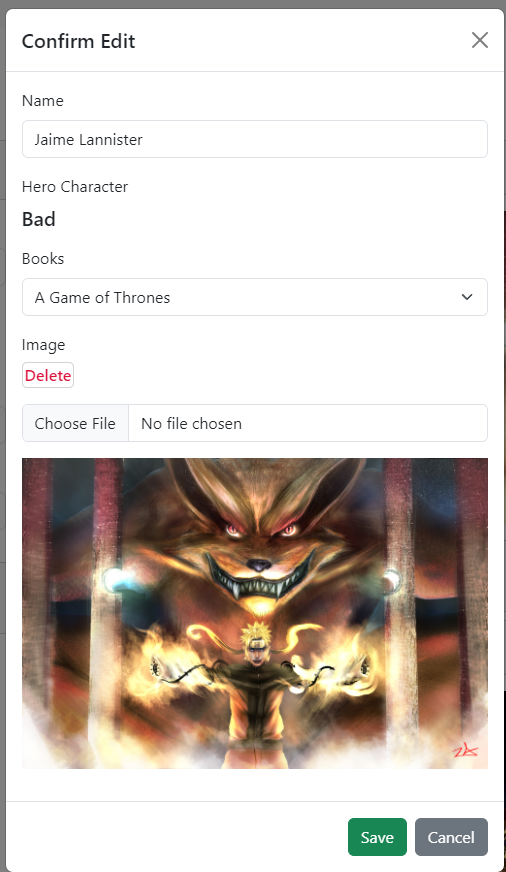 Confirm Edit
Name
Jaime Lannister
Hero Character
Bad
Books
A Game of Thrones
Image
Delete
Choose File No file chosen
Save Cancel